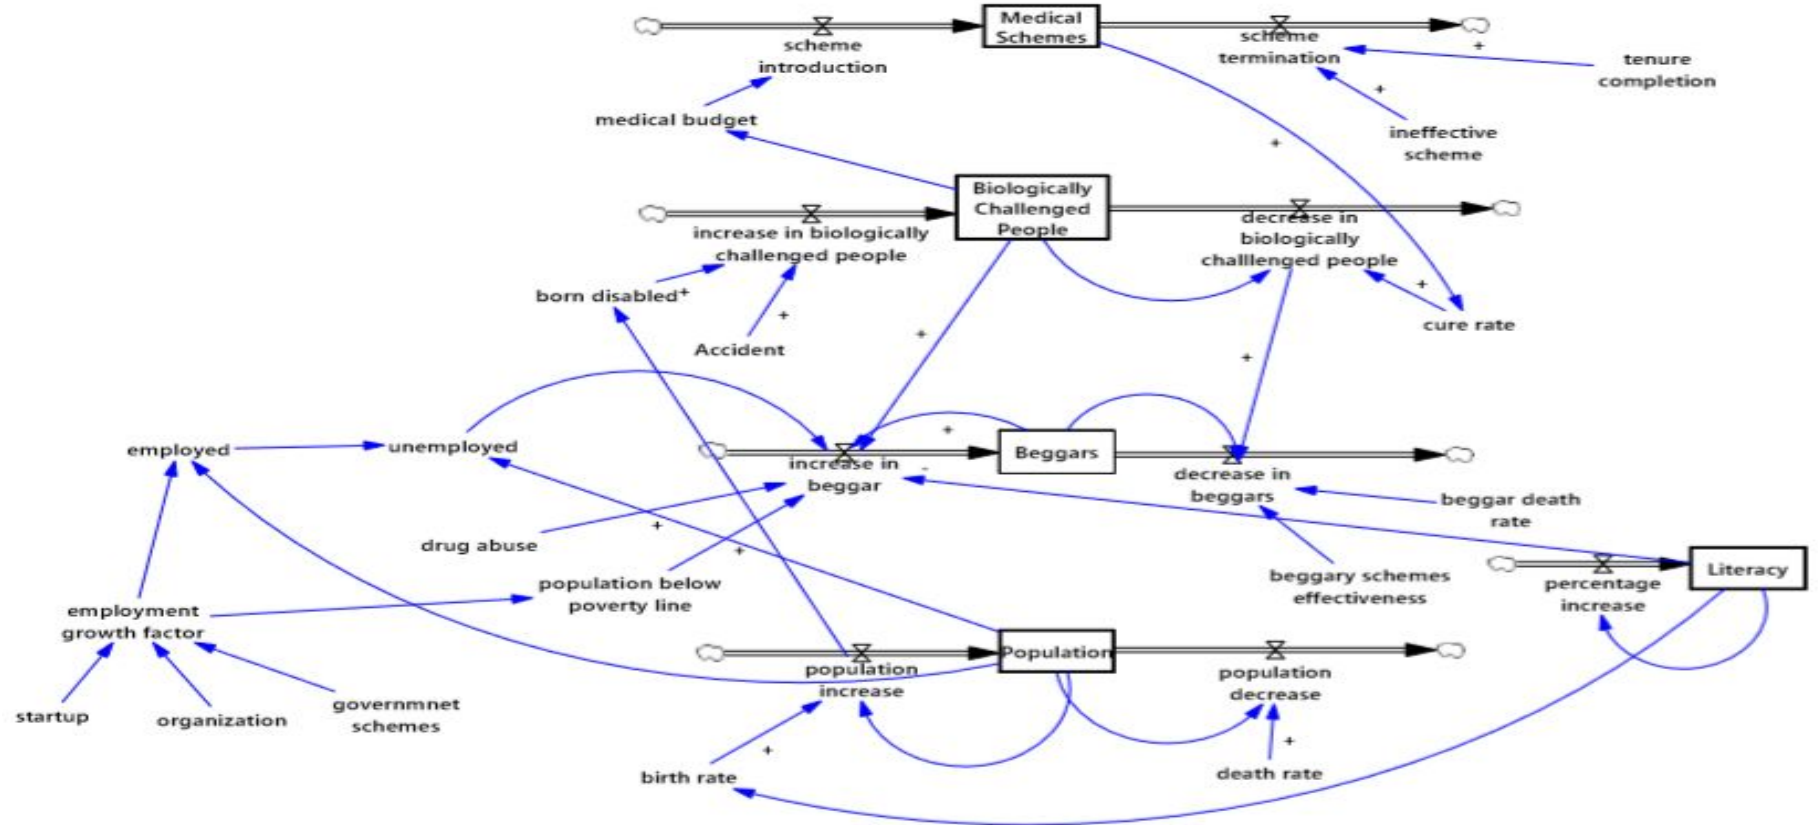 Medical
Schemes
scheme
introduction
scheme
termination
+
tenure
completion
medical budget
+
ineffective
scheme
+
Biologically
Challenged
People
increase in biologically
challenged people
decrease in
biologically
challlenged people
born disabled+
+
+
cure rate
Accident
+
+
employed
unemployed
+
Beggars
increase in
beggar
-
decrease in
beggars
beggar death
rate
drug abuse
+
+
population below
poverty line
beggary schemes
effectiveness
percentage
increase
Literacy
employment
growth factor
Population
population
increase
population
decrease
startup
organization
governmnet
schemes
birth rate
+
death rate
+